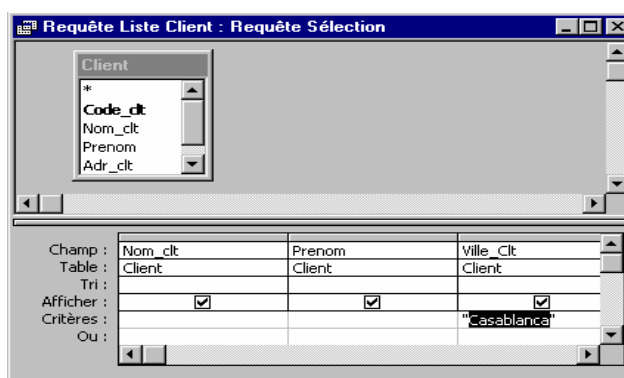 Requête Liste Client : Requête Sélection
Client
*
Code_clt
Nom_clt
Prenom
Adr_clt
Champ : Nom_clt Prenom Ville_Clt
Table : Client Client Client
Tri :
Afficher :
Critères : "Casablanca"
Ou :